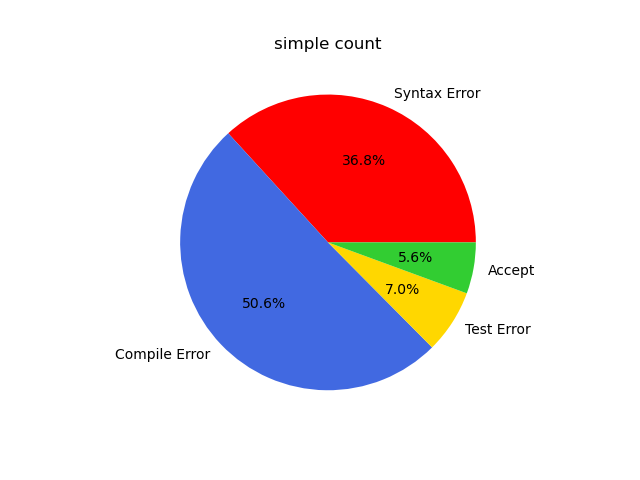 simple count
Syntax Error
36.8%
5.6%
Accept
7.0%
50.6%
Test Error
Compile Error